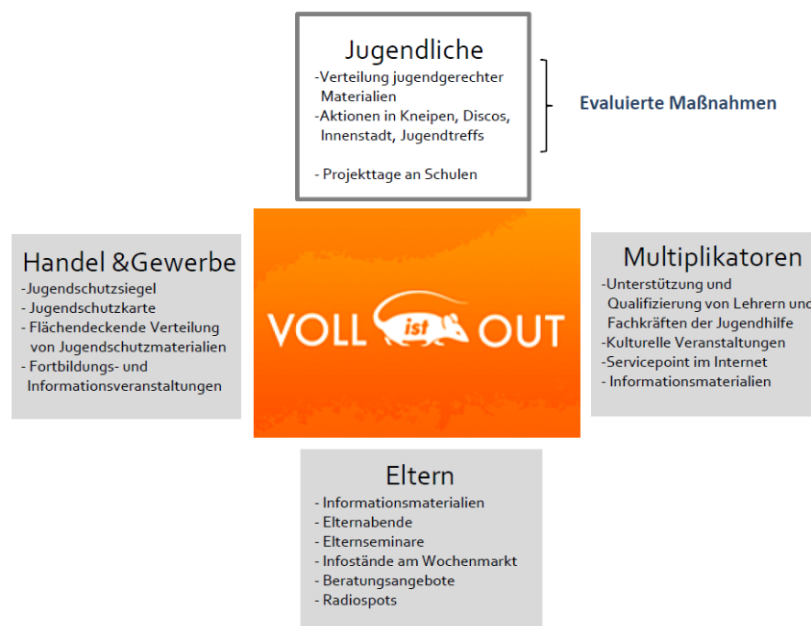 Jugendliche
-Verteilung jugendgerechter
Materialien
-Aktionen in Kneipen, Discos,
Innenstadt, Jugendtreffs
- Projekttage an Schulen
Evaluierte Maßnahmen
Handel &Gewerbe
-Jugendschutzsiegel
- Jugendschutzkarte
- Flächendeckende Verteilung
von Jugendschutzmaterialien
- Fortbildungs- und
Informationsveranstaltungen
VOLL ist OUT
Multiplikatoren
-Unterstützung und
Qualifizierung von Lehrern und
Fachkräften der Jugendhilfe
-Kulturelle Veranstaltungen
-Servicepoint im Internet
- Informationsmaterialien
Eltern
- Informationsmaterialien
- Elternabende
- Elternseminare
- Infostände am Wochenmarkt
- Beratungsangebote
- Radiospots